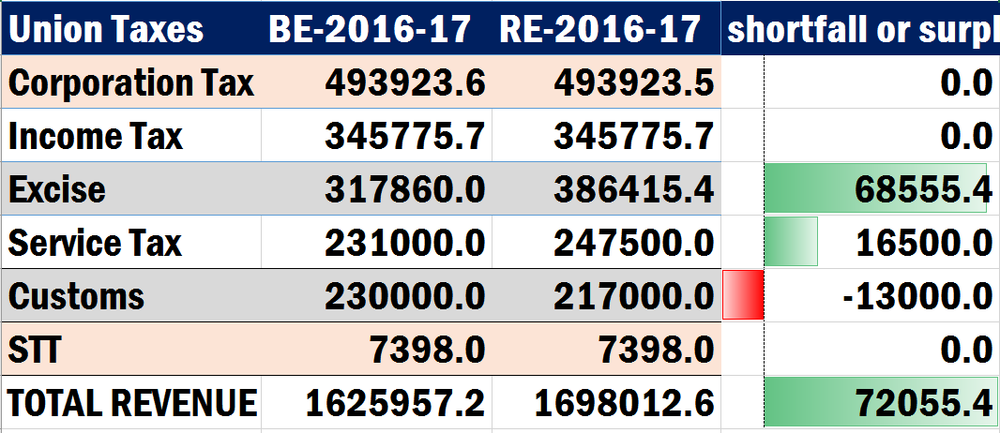 Union Taxes BE-2016-17 RE-2016-17 shortfall or surpl
Corporation Tax 493923.6 493923.5 0.0
Income Tax 345775.7 345775.7 0.0
Excise 317860.0 386415.4 68555.4
Service Tax 231000.0 247500.0 16500.0
Customs 230000.0 217000.0 -13000.0
STT 7398.0 7398.0 0.0
TOTAL REVENUE 1625957.2 1698012.6 72055.4